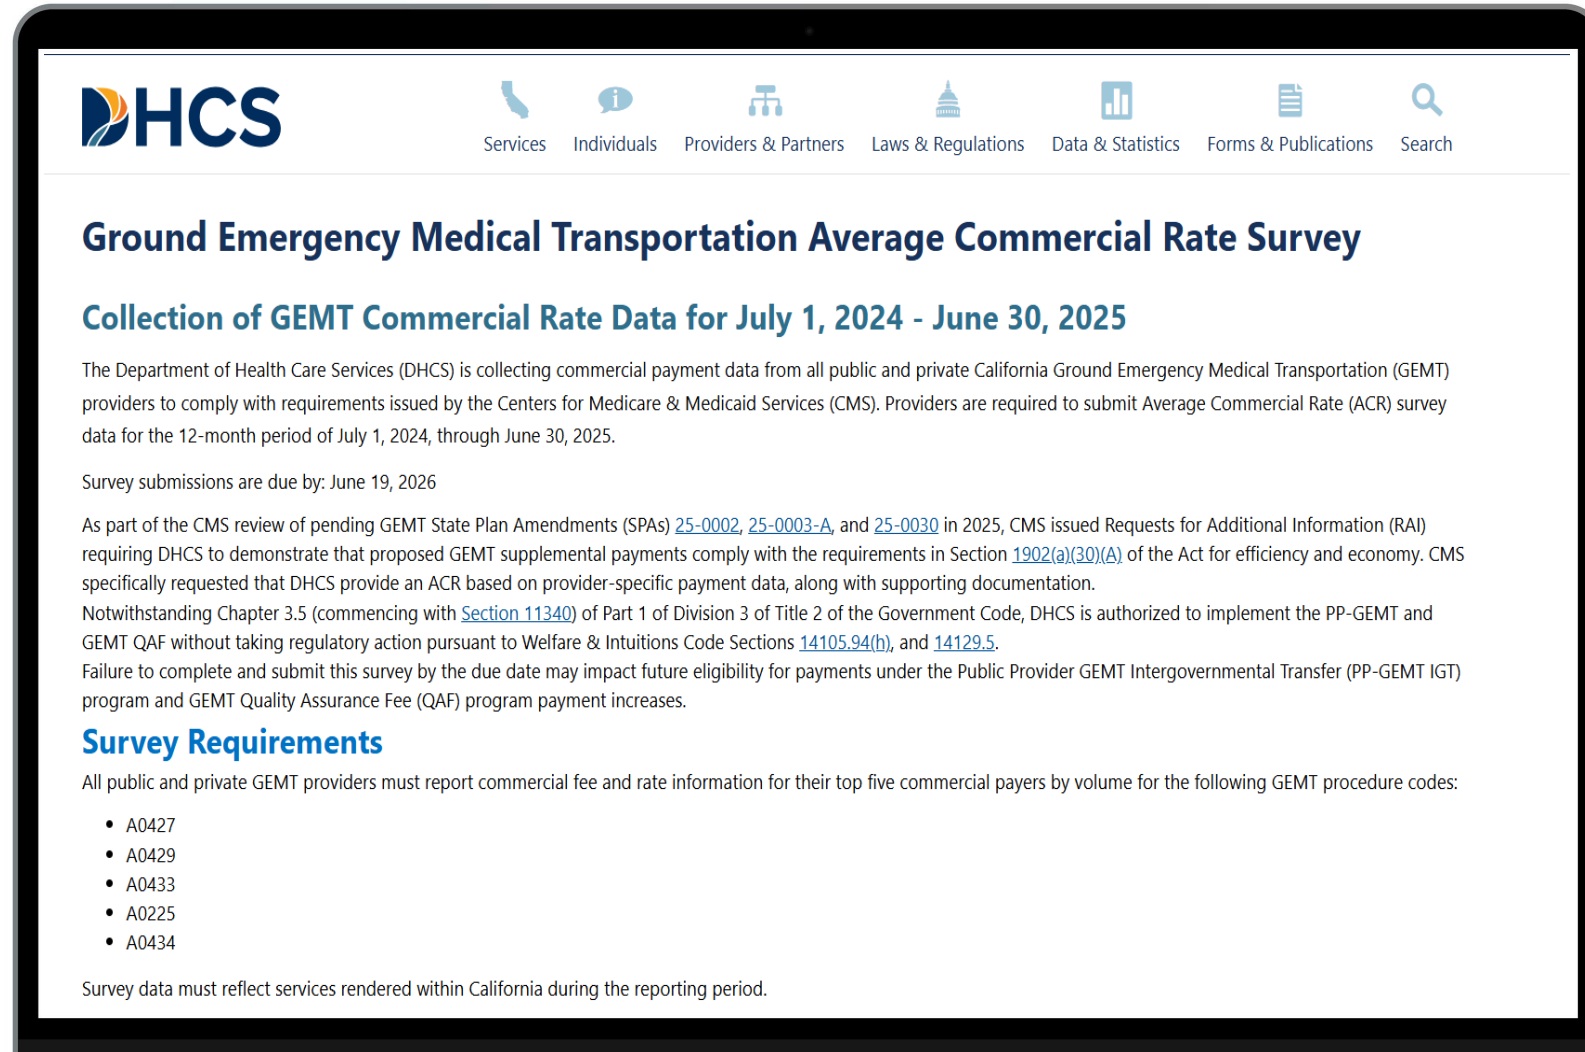 DHCS
Services Individuals Providers & Partners Laws & Regulations Data & Statistics Forms & Publications Search
Ground Emergency Medical Transportation Average Commercial Rate Survey
Collection of GEMT Commercial Rate Data for July 1, 2024 - June 30, 2025
The Department of Health Care Services (DHCS) is collecting commercial payment data from all public and private California Ground Emergency Medical Transportation (GEMT)
providers to comply with requirements issued by the Centers for Medicare & Medicaid Services (CMS). Providers are required to submit Average Commercial Rate (ACR) survey
data for the 12-month period of July 1, 2024, through June 30, 2025.
Survey submissions are due by: June 19, 2026
As part of the CMS review of pending GEMT State Plan Amendments (SPAs) 25-0002, 25-0003-A, and 25-0030 in 2025, CMS issued Requests for Additional Information (RAI)
requiring DHCS to demonstrate that proposed GEMT supplemental payments comply with the requirements in Section 1902(a)(30)(A) of the Act for efficiency and economy. CMS
specifically requested that DHCS provide an ACR based on provider-specific payment data, along with supporting documentation.
Notwithstanding Chapter 3.5 (commencing with Section 11340) of Part 1 of Division 3 of Title 2 of the Government Code, DHCS is authorized to implement the PP-GEMT and
GEMT QAF without taking regulatory action pursuant to Welfare & Intuitions Code Sections 14105.94(h), and 14129.5.
Failure to complete and submit this survey by the due date may impact future eligibility for payments under the Public Provider GEMT Intergovernmental Transfer (PP-GEMT IGT)
program and GEMT Quality Assurance Fee (QAF) program payment increases.
Survey Requirements
All public and private GEMT providers must report commercial fee and rate information for their top five commercial payers by volume for the following GEMT procedure codes:
• A0427
• A0429
• A0433
• A0225
• A0434
Survey data must reflect services rendered within California during the reporting period.